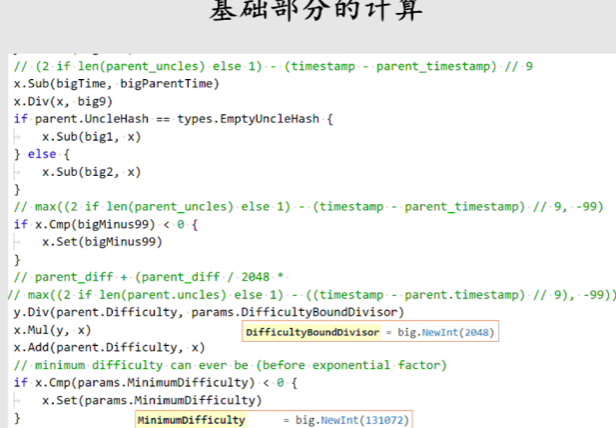 基础部分的计算
// (2 if len(parent_uncles) else 1) - (timestamp - parent_timestamp) // 9
x.Sub(bigTime, bigParentTime)
x.Div(x, big9)
if parent.UncleHash == types.EmptyUncleHash {
x.Sub(big1, x)
} else {
x.Sub(big2, x)
}
// max((2 if len(parent_uncles) else 1) - (timestamp - parent_timestamp) // 9, -99)
if x.Cmp(bigMinus99) < 0 {
x.Set(bigMinus99)
}
// parent_diff + (parent_diff / 2048 *
// max((2 if len(parent.uncles) else 1) - ((timestamp - parent.timestamp) // 9), -99))
y.Div(parent.Difficulty, params.DifficultyBoundDivisor)
x.Mul(y, x)
DifficultyBoundDivisor = big.NewInt(2048)
x.Add(parent.Difficulty, x)
// minimum difficulty can ever be (before exponential factor)
if x.Cmp(params.MinimumDifficulty) < 0 {
x.Set(params.MinimumDifficulty)
}
MinimumDifficulty = big.NewInt(131072)